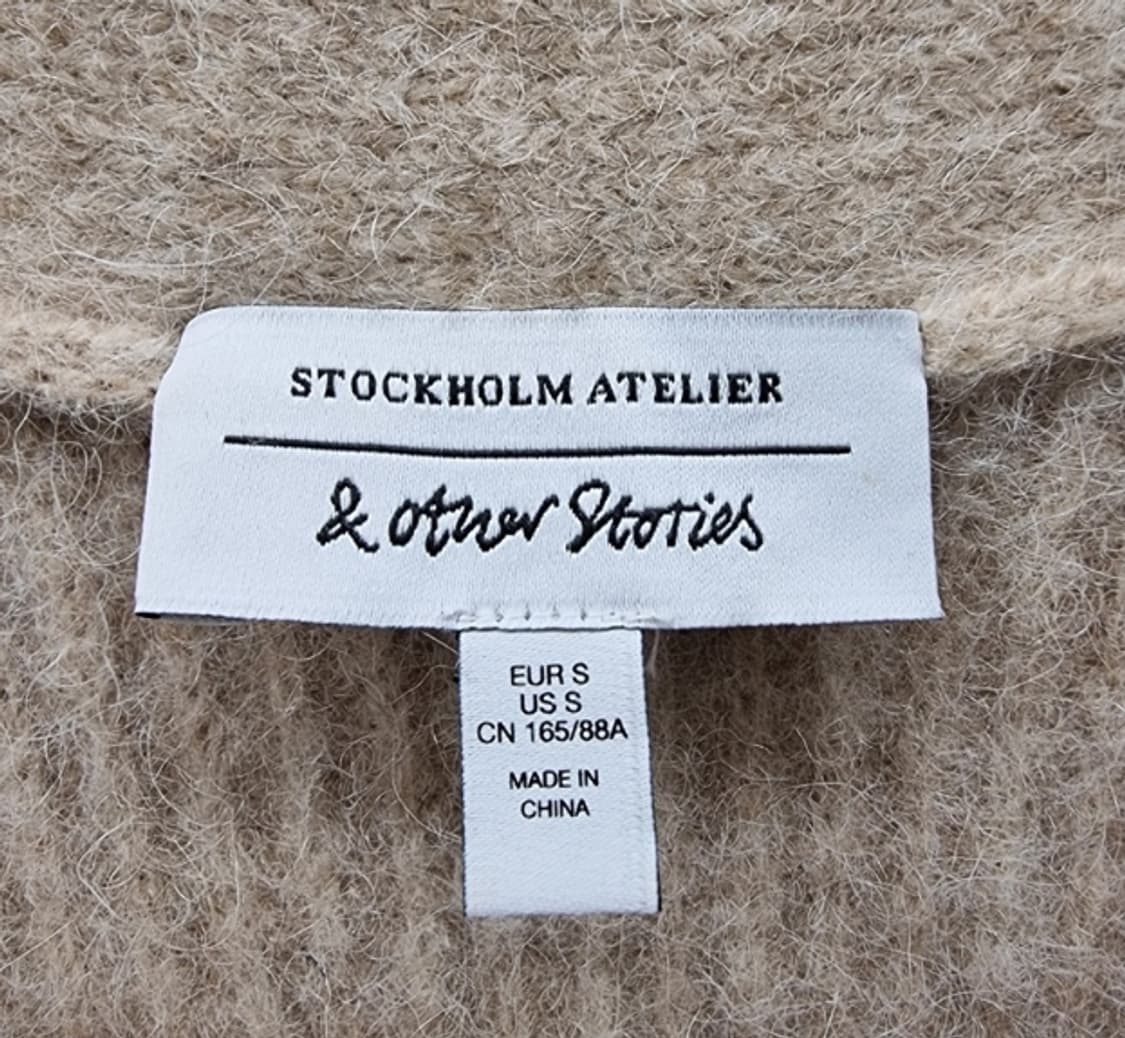 STOCKHOLM ATELIER
& other Stories
EUR S
US S
CN 165/88A
MADE IN
CHINA